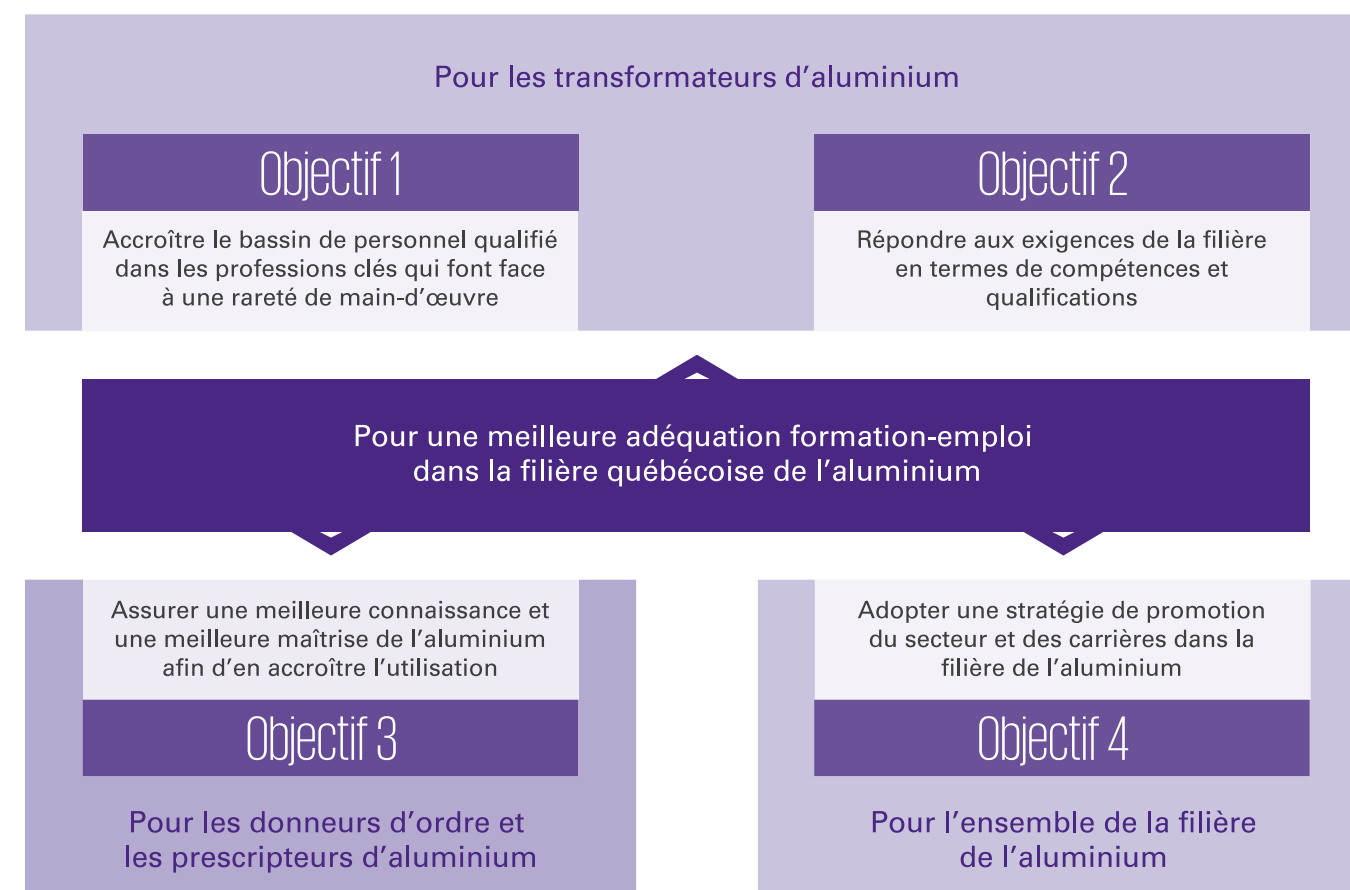 Pour les transformateurs d’aluminium
Objectif 1
Accroître le bassin de personnel qualifié
dans les professions clés qui font face
à une rareté de main-d’œuvre
Objectif 2
Répondre aux exigences de la filière
en termes de compétences et
qualifications
Pour une meilleure adéquation formation-emploi
dans la filière québécoise de l’aluminium
Assurer une meilleure connaissance et
une meilleure maîtrise de l’aluminium
afin d’en accroître l’utilisation
Objectif 3
Pour les donneurs d’ordre et
les prescripteurs d’aluminium
Adopter une stratégie de promotion
du secteur et des carrières dans la
filière de l’aluminium
Objectif 4
Pour l’ensemble de la filière
de l’aluminium